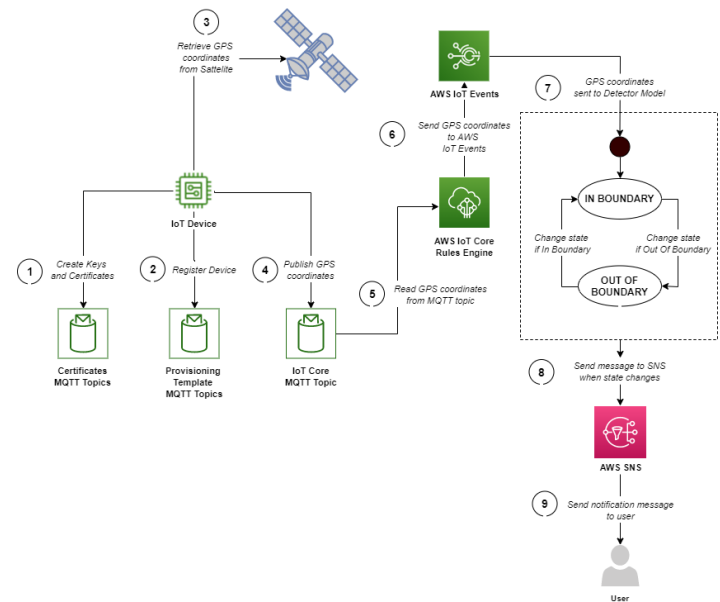 3
Retrieve GPS
coordinates
from Sattelite
AWS IoT Events
7
GPS coordinates
sent to Detector Model
6
Send GPS coordinates
to AWS
IoT Events
IoT Device
AWS IoT Core
Rules Engine
IN BOUNDARY
Change state
if In Boundary
Change state
if Out Of Boundary
OUT OF
BOUNDARY
1
Create Keys
and Certificates
2
Register Device
4
Publish GPS
coordinates
5
Read GPS coordinates
from MQTT topic
Certificates
MQTT Topics
Provisioning
Template
MQTT Topics
IoT Core
MQTT Topic
8
Send message to SNS
when state changes
AWS SNS
9
Send notification message
to user
User